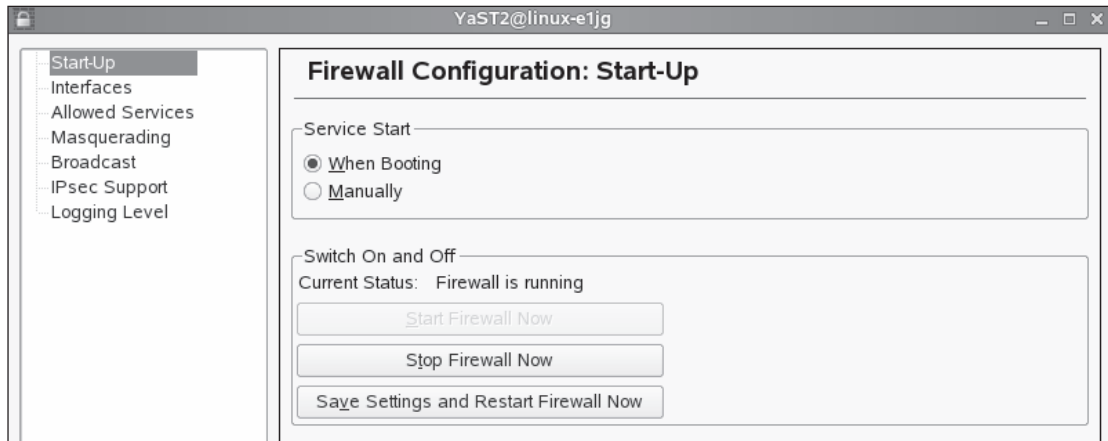 YaST2@linux-e1jg
Start-Up
Interfaces
Allowed Services
Masquerading
Broadcast
IPsec Support
Logging Level
Firewall Configuration: Start-Up
Service Start
When Booting
Manually
Switch On and Off
Current Status: Firewall is running
Start Firewall Now
Stop Firewall Now
Save Settings and Restart Firewall Now